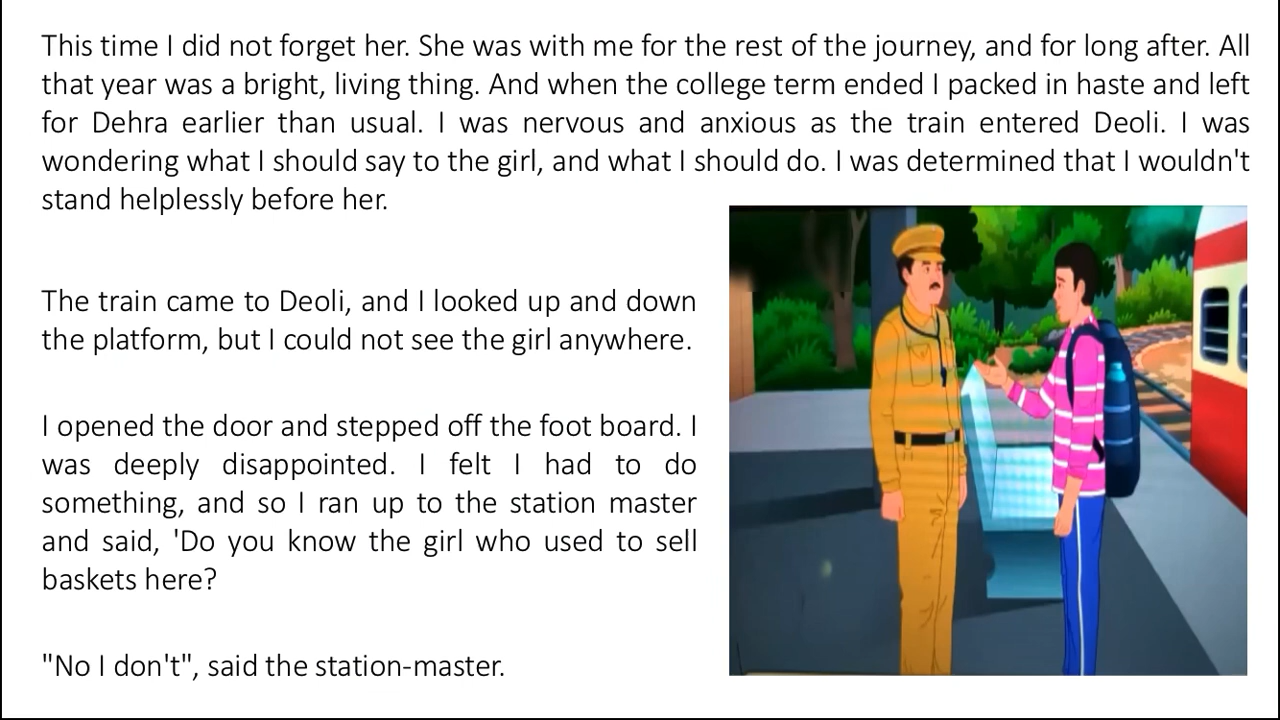 This time I did not forget her. She was with me for the rest of the journey, and for long after. All
that year was a bright, living thing. And when the college term ended I packed in haste and left
for Dehra earlier than usual. I was nervous and anxious as the train entered Deoli. I was
wondering what I should say to the girl, and what I should do. I was determined that I wouldn't
stand helplessly before her.
The train came to Deoli, and I looked up and down
the platform, but I could not see the girl anywhere.
I opened the door and stepped off the foot board. I
was deeply disappointed. I felt I had to do
something, and so I ran up to the station master
and said, 'Do you know the girl who used to sell
baskets here?
"No I don't", said the station-master.